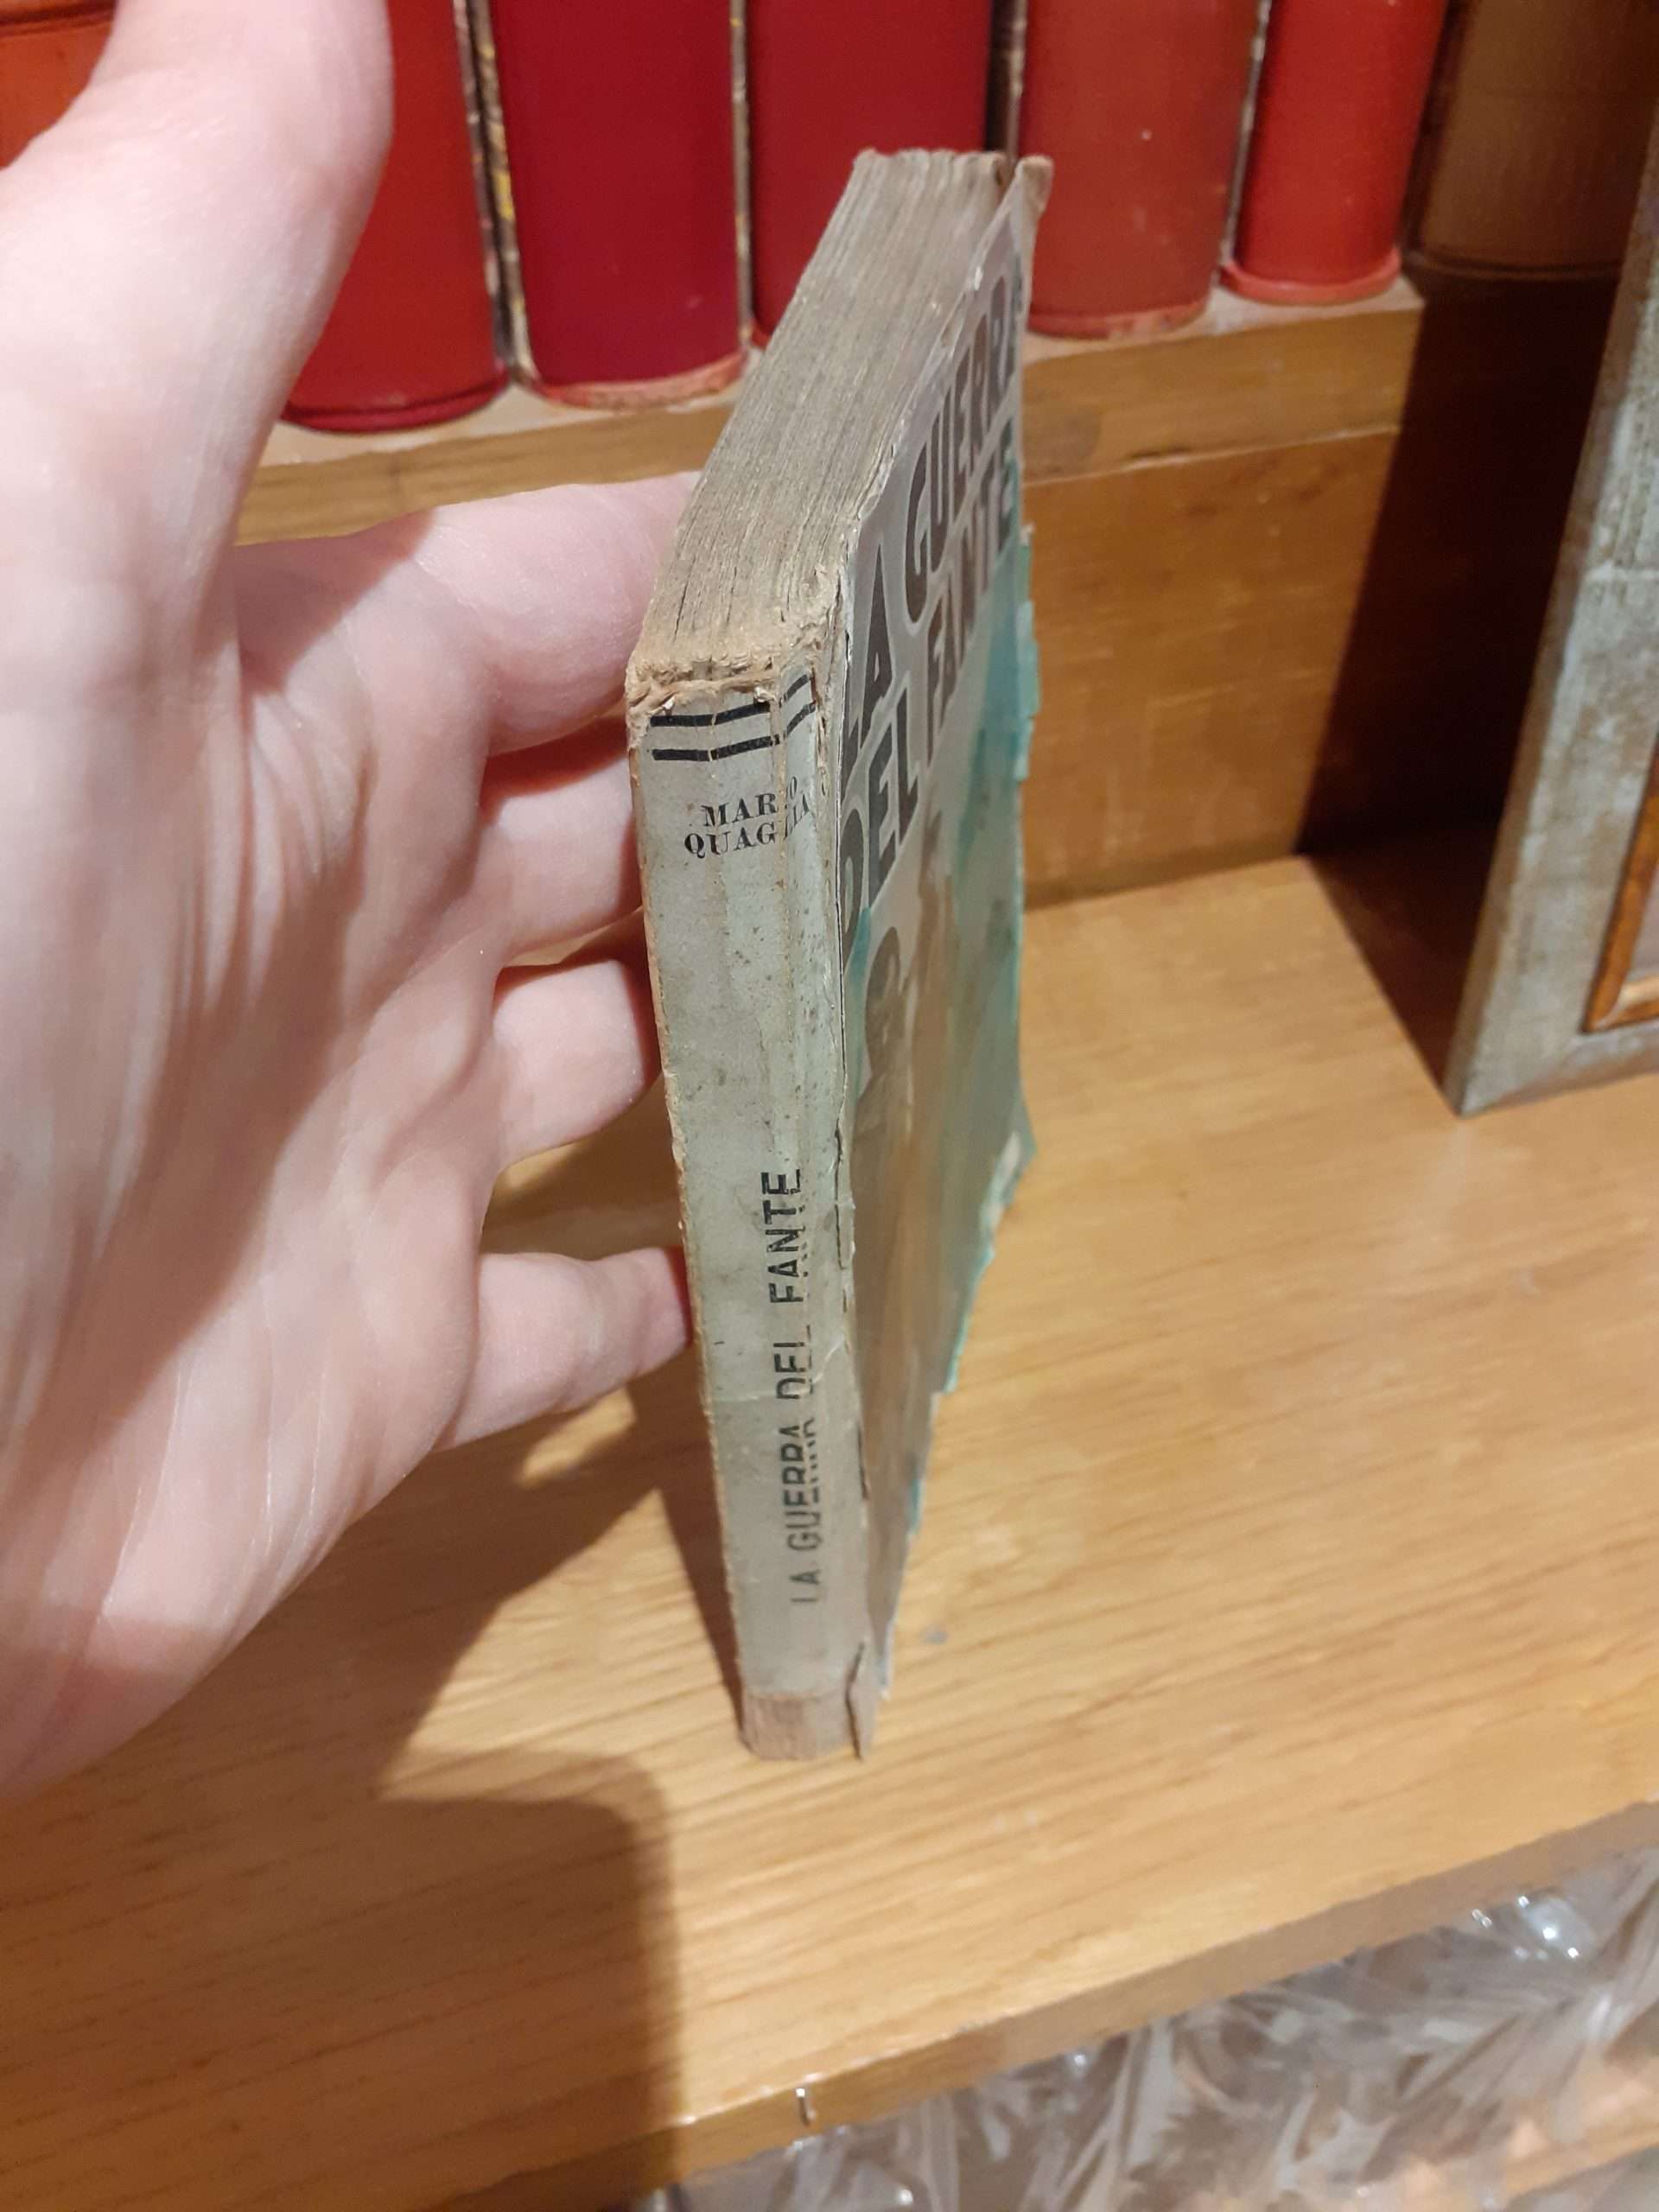 MARIO
QUAGLIA
LA GUERRA DEL FANTE
LA GUERRA
DEL FANTE